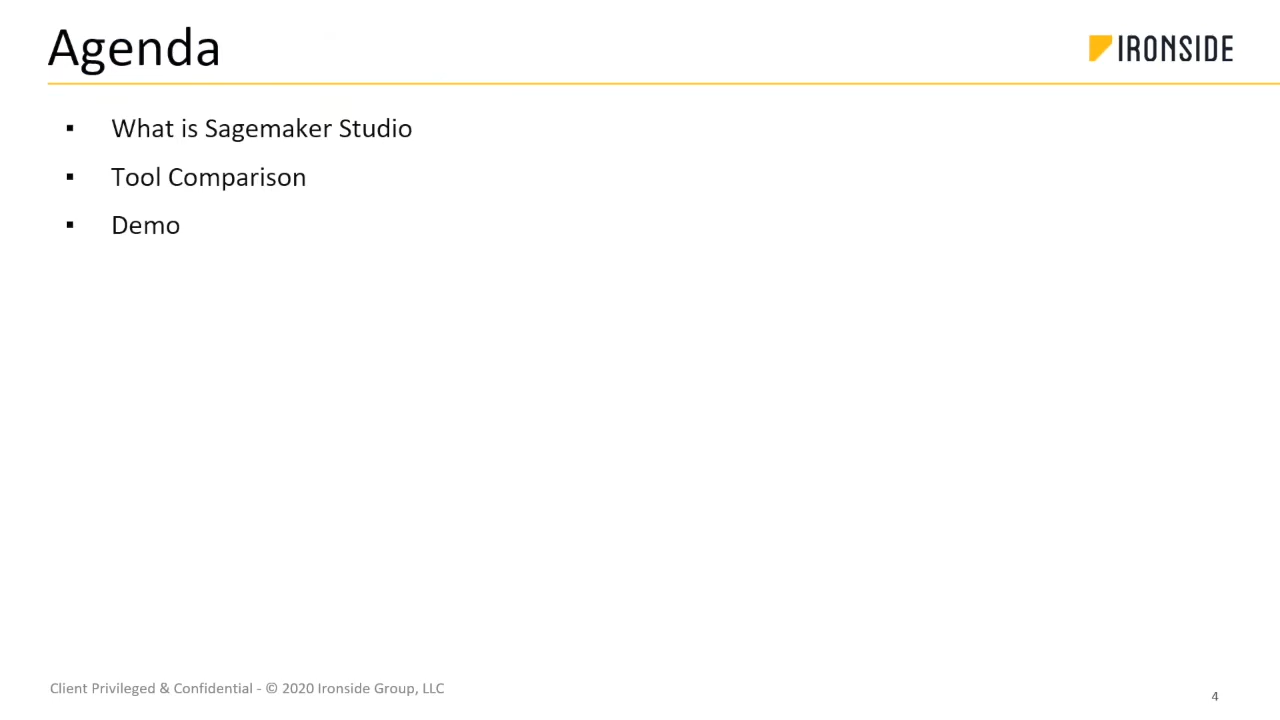 Agenda
IRONSIDE
▪ What is Sagemaker Studio
▪ Tool Comparison
▪ Demo
Client Privileged & Confidential - © 2020 Ironside Group, LLC
4